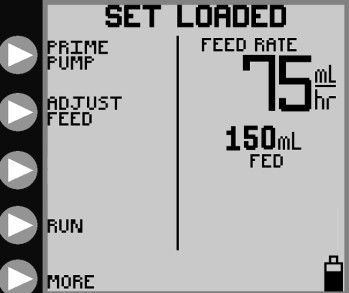 SET LOADED
PRIME
PUMP
ADJUST
FEED
RUN
MORE
FEED RATE
75 mL
hr
150mL
FED